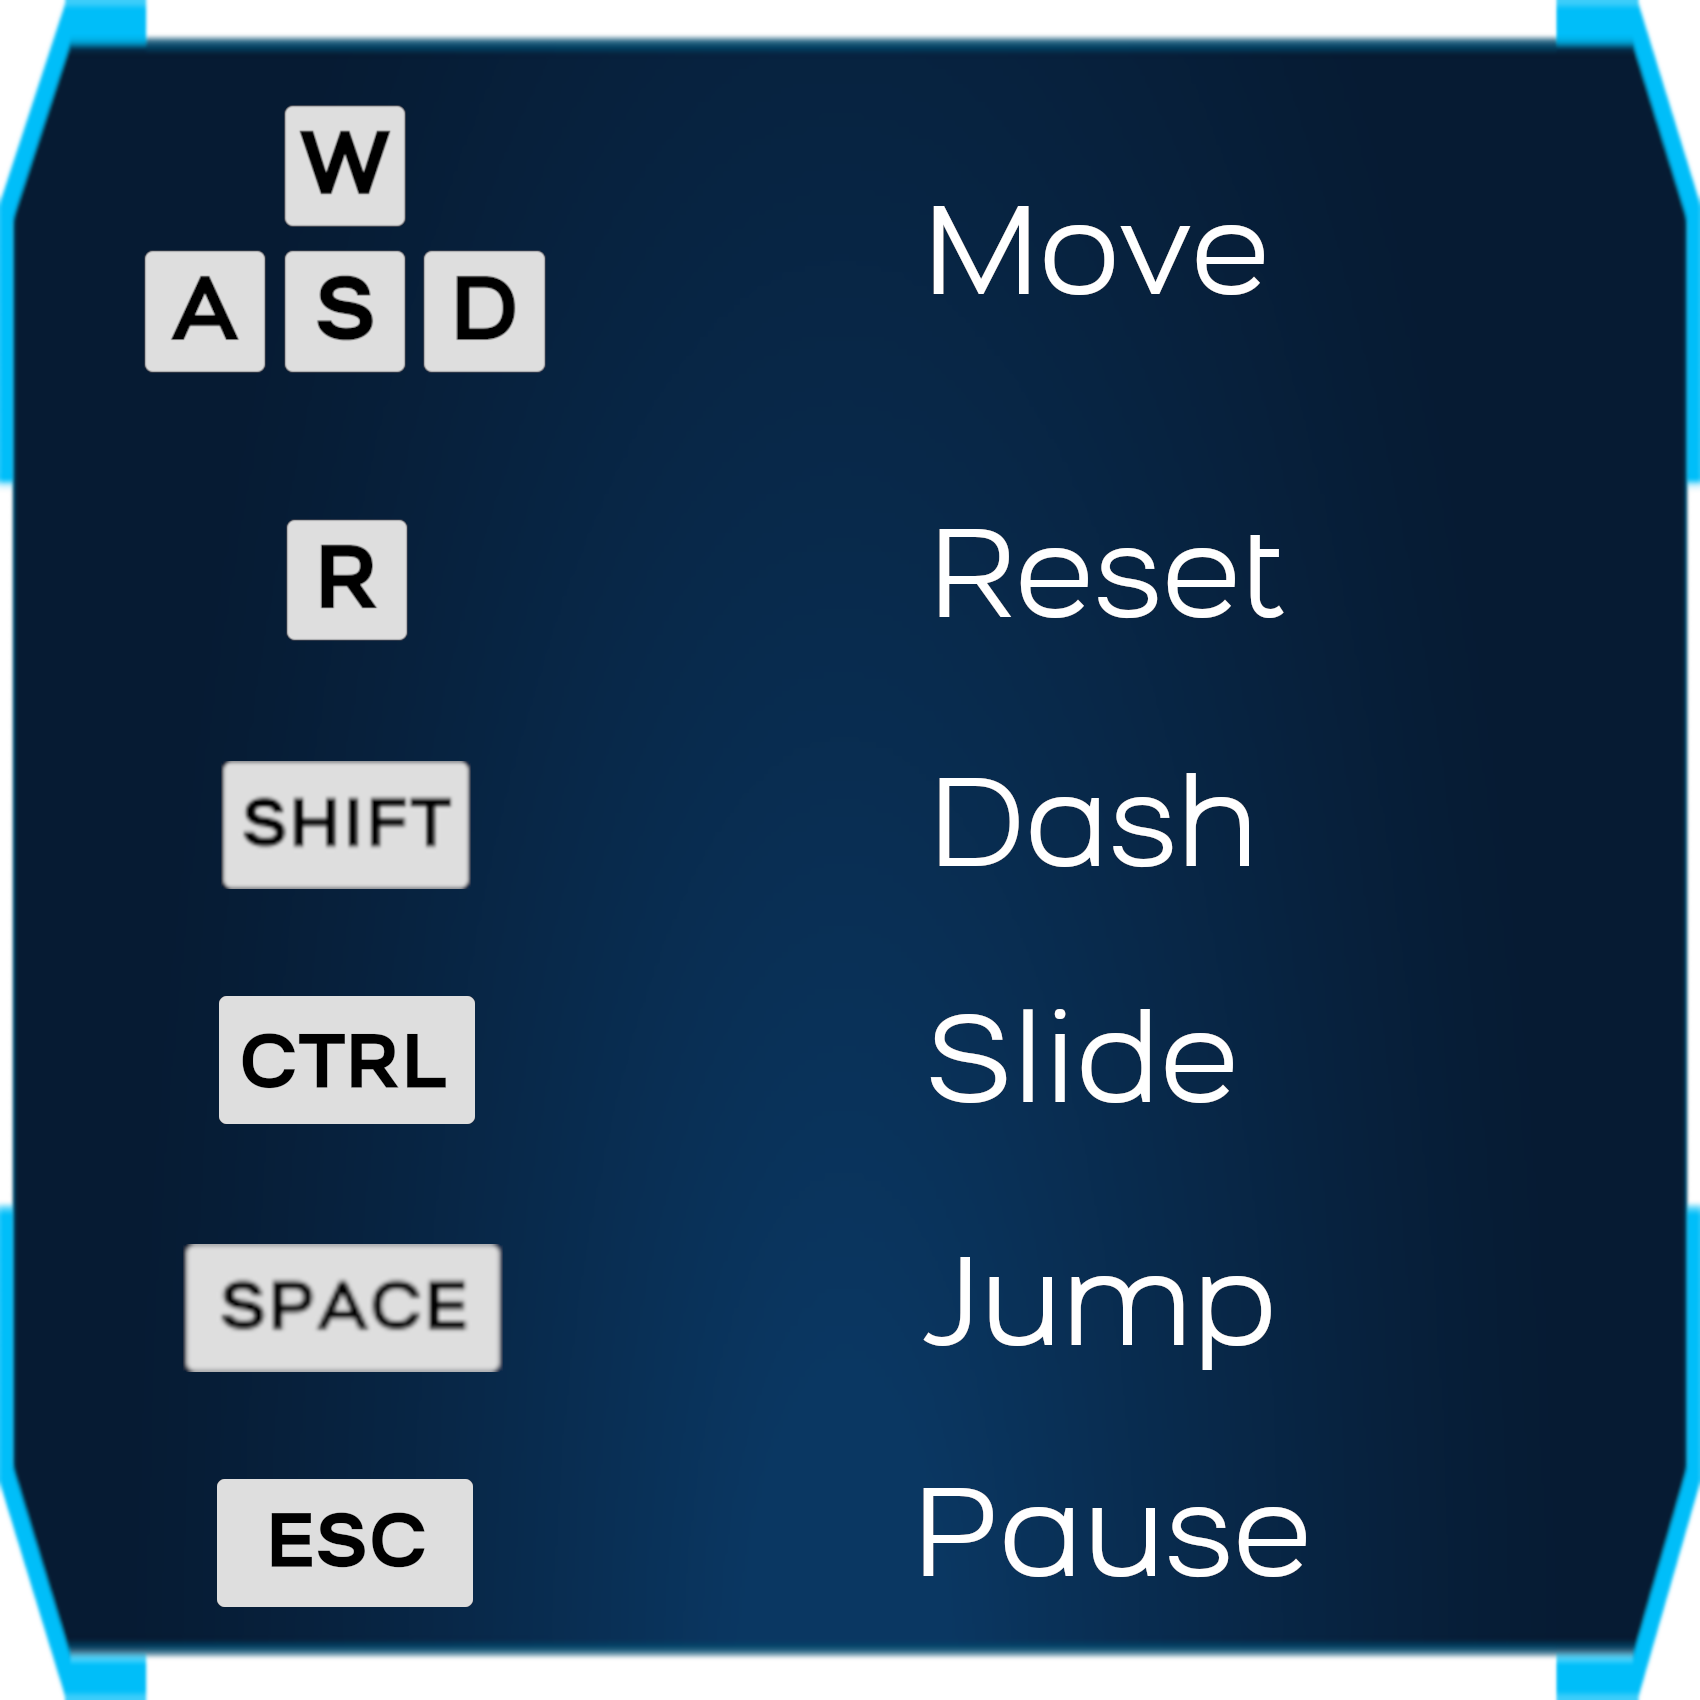 W
A S D Move
R Reset
SHIFT Dash
CTRL Slide
SPACE Jump
ESC Pause